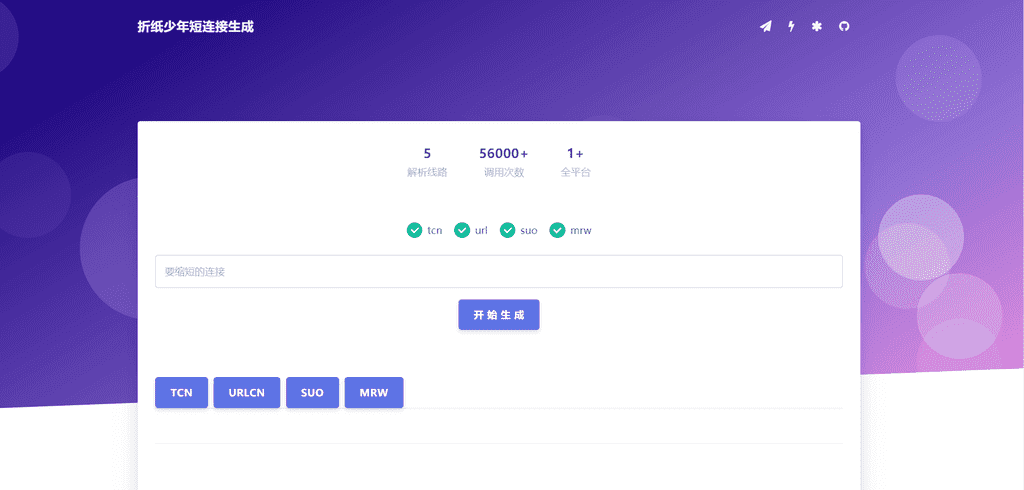 折纸少年短连接生成
5 56000+ 1+
解析线路 调用次数 全平台
tcn url suo mrw
要缩短的连接
开始生成
TCN URLCN SUO MRW